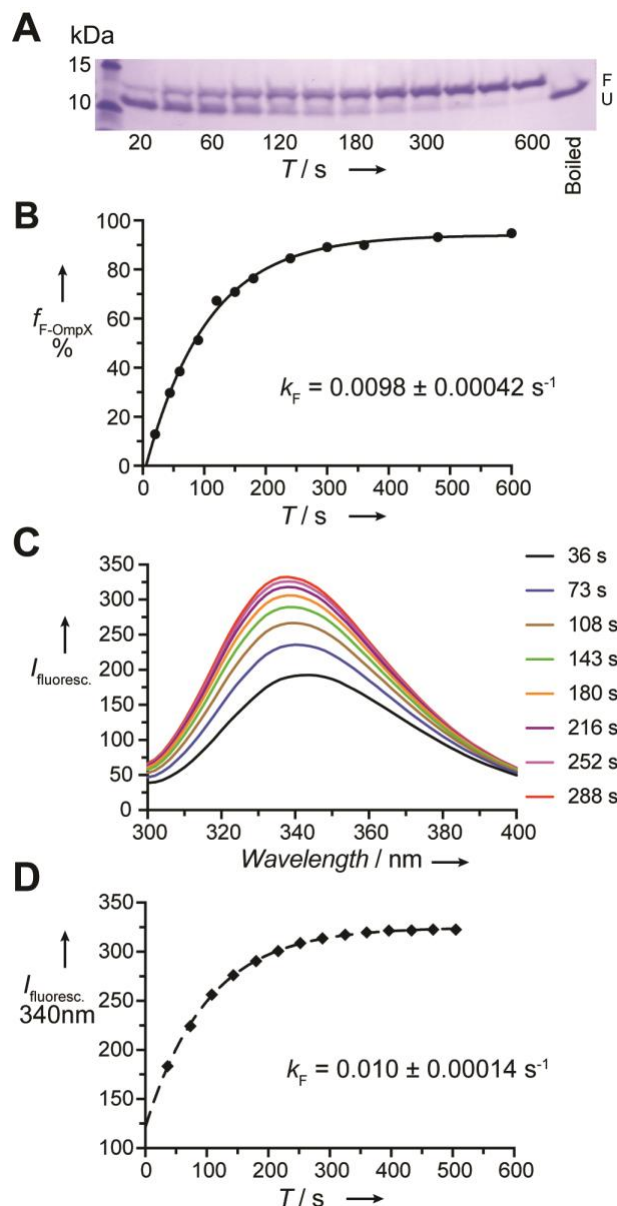 A
kDa
15
10
F
U
20 60 120 180 300 600
Boiled
T / s
B
100
80
60
40
20
0
f F-OmpX
%
kF = 0.0098 ± 0.00042 s-1
0 100 200 300 400 500 600
T / s
C
350
300
250
200
150
100
50
0
I fluoresc.
300 320 340 360 380 400
Wavelength / nm
36 s
73 s
108 s
143 s
180 s
216 s
252 s
288 s
D
350
300
250
200
150
100
I fluoresc.
340nm
kF = 0.010 ± 0.00014 s-1
0 100 200 300 400 500 600
T / s